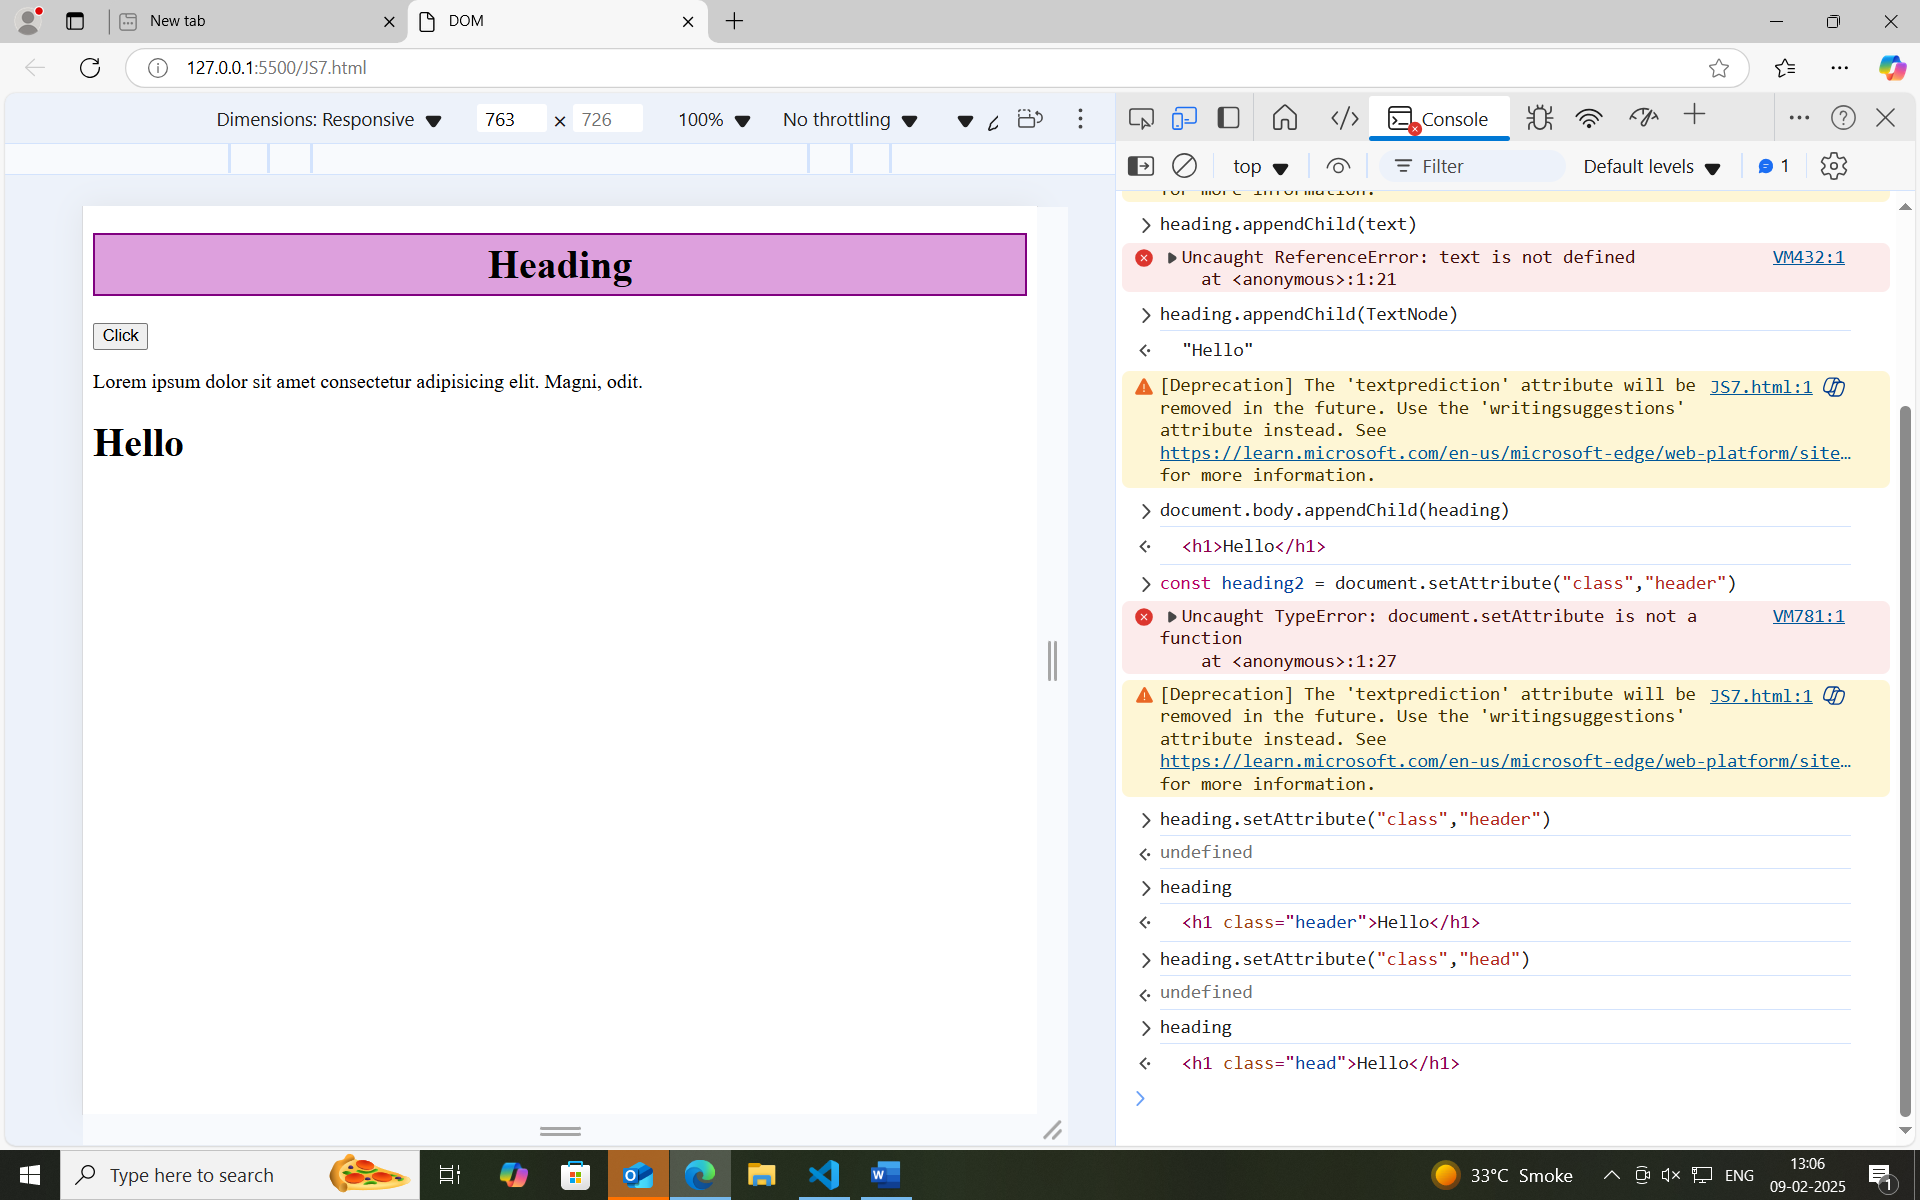 New tab
DOM
127.0.0.1:5500/JS7.html
Dimensions: Responsive 763 × 726 100% No throttling
Console
top Filter Default levels 1
for more information.
heading.appendChild(text)
Uncaught ReferenceError: text is not defined VM432:1
at <anonymous>:1:21
heading.appendChild(TextNode)
"Hello"
[Deprecation] The 'textprediction' attribute will be JS7.html:1
removed in the future. Use the 'writingsuggestions'
attribute instead. See
https://learn.microsoft.com/en-us/microsoft-edge/web-platform/site…
for more information.
document.body.appendChild(heading)
<h1>Hello</h1>
const heading2 = document.setAttribute("class","header")
Uncaught TypeError: document.setAttribute is not a VM781:1
function
at <anonymous>:1:27
[Deprecation] The 'textprediction' attribute will be JS7.html:1
removed in the future. Use the 'writingsuggestions'
attribute instead. See
https://learn.microsoft.com/en-us/microsoft-edge/web-platform/site…
for more information.
heading.setAttribute("class","header")
undefined
heading
<h1 class="header">Hello</h1>
heading.setAttribute("class","head")
undefined
heading
<h1 class="head">Hello</h1>
Heading
Click
Lorem ipsum dolor sit amet consectetur adipisicing elit. Magni, odit.
Hello
Type here to search
33°C Smoke
ENG
13:06
09-02-2025
1